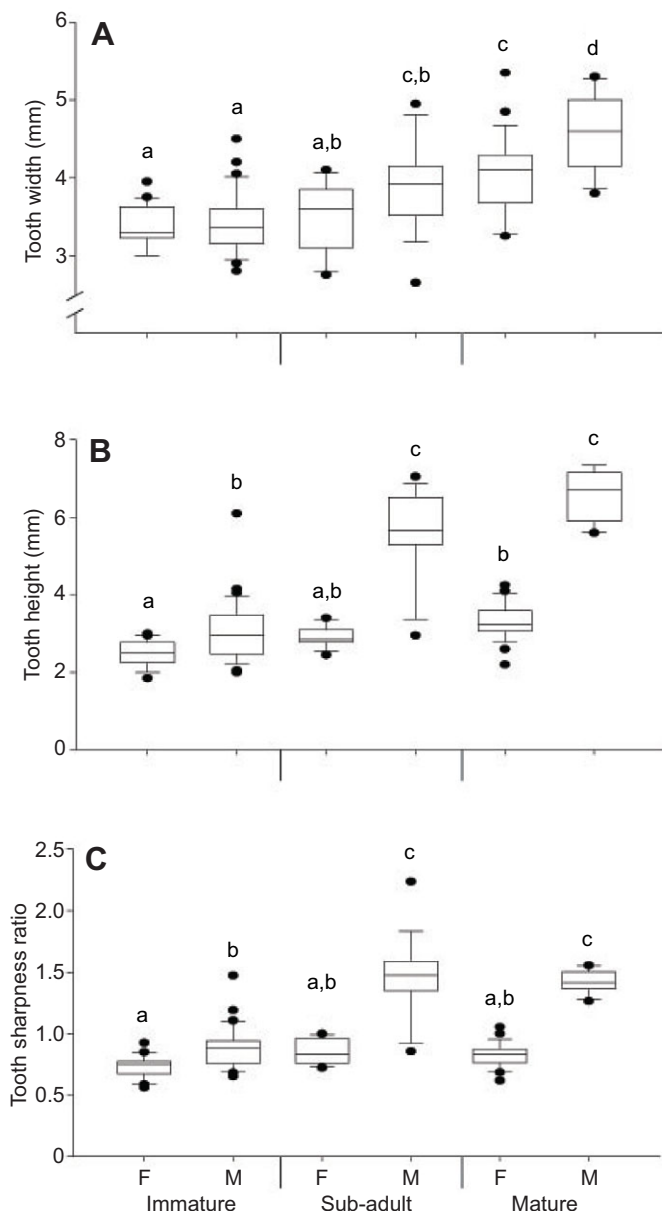 A
Tooth width (mm)
6
5
4
3
a
a
a,b
c,b
c
d
B
Tooth height (mm)
8
6
4
2
0
a
b
a,b
c
b
c
C
Tooth sharpness ratio
2.5
2.0
1.5
1.0
0.5
0
a
b
a,b
c
a,b
c
F M F M F M
Immature Sub-adult Mature